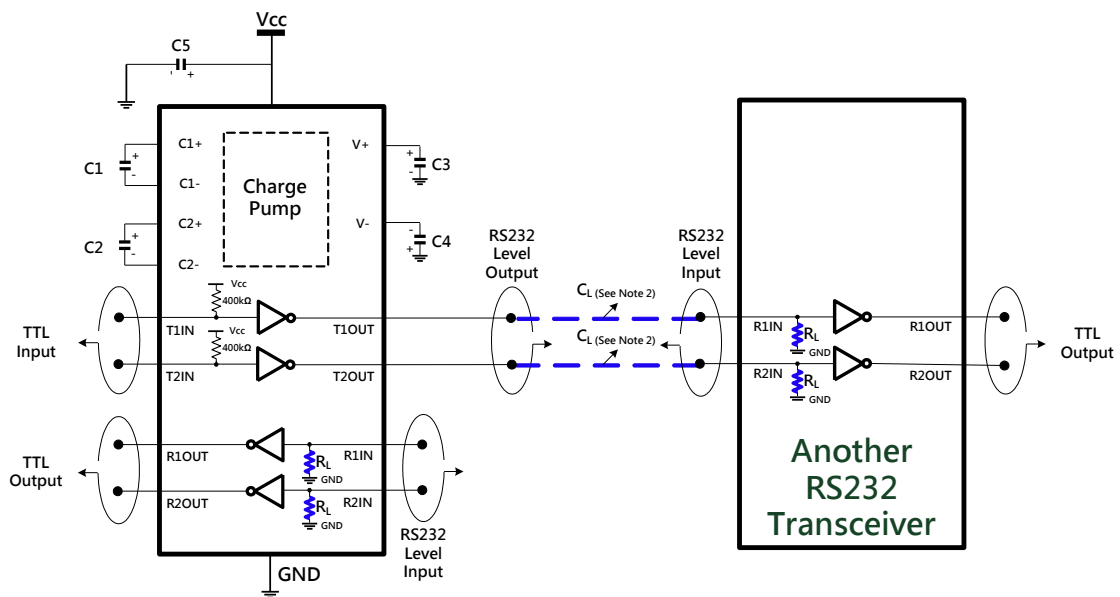 Vcc
C5
' +
C1+
C1
+
-
C1-
C2+
C2
+
-
C2-
Charge
Pump
V+
+
-
C3
V-
-
+
C4
TTL
Input
Vcc
400kΩ
T1IN
T1OUT
Vcc
400kΩ
T2IN
T2OUT
RS232
Level
Output
CL (See Note 2)
CL (See Note 2)
RS232
Level
Input
R1IN
RL
GND
R1OUT
R2IN
RL
GND
R2OUT
TTL
Output
TTL
Output
R1OUT
R1IN
RL
GND
R2OUT
R2IN
RL
GND
RS232
Level
Input
GND
Another
RS232
Transceiver